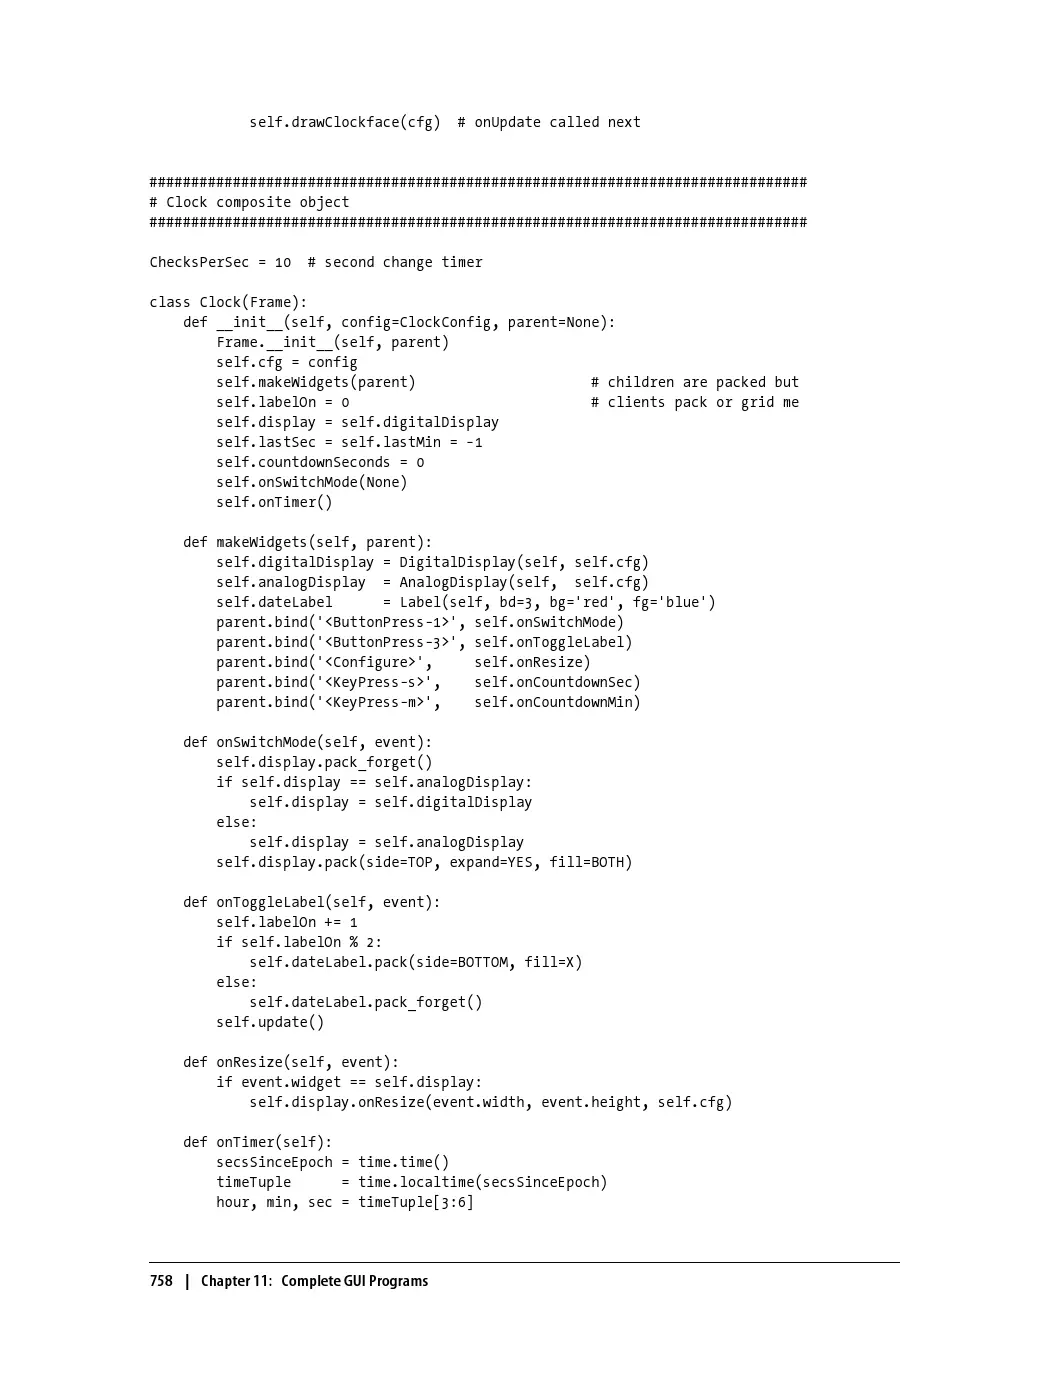 self.drawClockface(cfg)  # onUpdate called next
###############################################################################
# Clock composite object
###############################################################################
ChecksPerSec = 10  # second change timer
class Clock(Frame):
    def __init__(self, config=ClockConfig, parent=None):
        Frame.__init__(self, parent)
        self.cfg = config
        self.makeWidgets(parent)                     # children are packed but
        self.labelOn = 0                             # clients pack or grid me
        self.display = self.digitalDisplay
        self.lastSec = self.lastMin = -1
        self.countdownSeconds = 0
        self.onSwitchMode(None)
        self.onTimer()
    def makeWidgets(self, parent):
        self.digitalDisplay = DigitalDisplay(self, self.cfg)
        self.analogDisplay  = AnalogDisplay(self,  self.cfg)
        self.dateLabel      = Label(self, bd=3, bg='red', fg='blue')
        parent.bind('<ButtonPress-1>', self.onSwitchMode)
        parent.bind('<ButtonPress-3>', self.onToggleLabel)
        parent.bind('<Configure>',     self.onResize)
        parent.bind('<KeyPress-s>',    self.onCountdownSec)
        parent.bind('<KeyPress-m>',    self.onCountdownMin)
    def onSwitchMode(self, event):
        self.display.pack_forget()
        if self.display == self.analogDisplay:
            self.display = self.digitalDisplay
        else:
            self.display = self.analogDisplay
        self.display.pack(side=TOP, expand=YES, fill=BOTH)
    def onToggleLabel(self, event):
        self.labelOn += 1
        if self.labelOn % 2:
            self.dateLabel.pack(side=BOTTOM, fill=X)
        else:
            self.dateLabel.pack_forget()
        self.update()
    def onResize(self, event):
        if event.widget == self.display:
            self.display.onResize(event.width, event.height, self.cfg)
    def onTimer(self):
        secsSinceEpoch = time.time()
        timeTuple      = time.localtime(secsSinceEpoch)
        hour, min, sec = timeTuple[3:6]
758 | Chapter 11: Complete GUI Programs